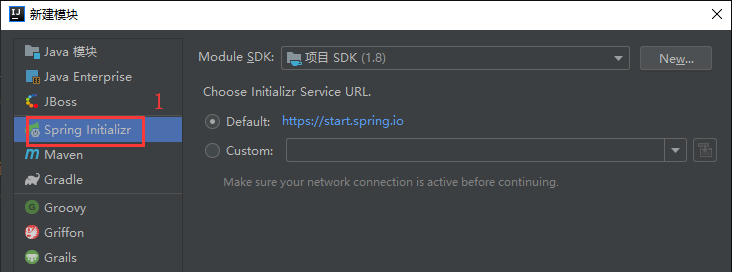 新建模块
Java 模块
Java Enterprise
JBoss
1
Spring Initializr
Maven
Gradle
Groovy
Griffon
Grails
Module SDK:
项目 SDK (1.8)
New...
Choose Initializr Service URL.
Default:
https://start.spring.io
Custom:
Make sure your network connection is active before continuing.